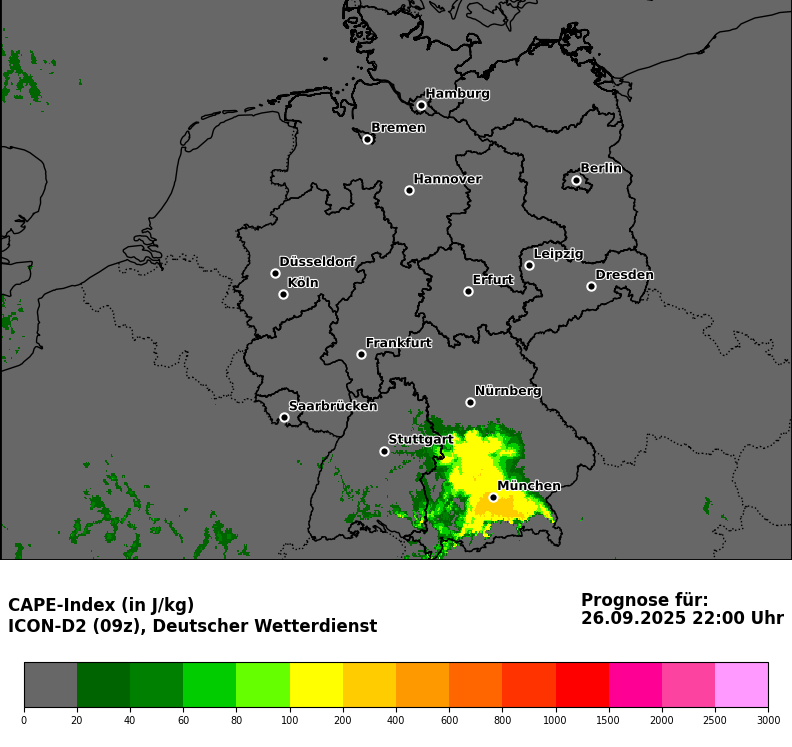 Hamburg
Bremen
Berlin
Hannover
Leipzig
Düsseldorf
Dresden
Köln
Erfurt
Frankfurt
Nürnberg
Saarbrücken
Stuttgart
München
CAPE-Index (in J/kg)
ICON-D2 (09z), Deutscher Wetterdienst
Prognose für:
26.09.2025 22:00 Uhr
0 20 40 60 80 100 200 400 600 800 1000 1500 2000 2500 3000